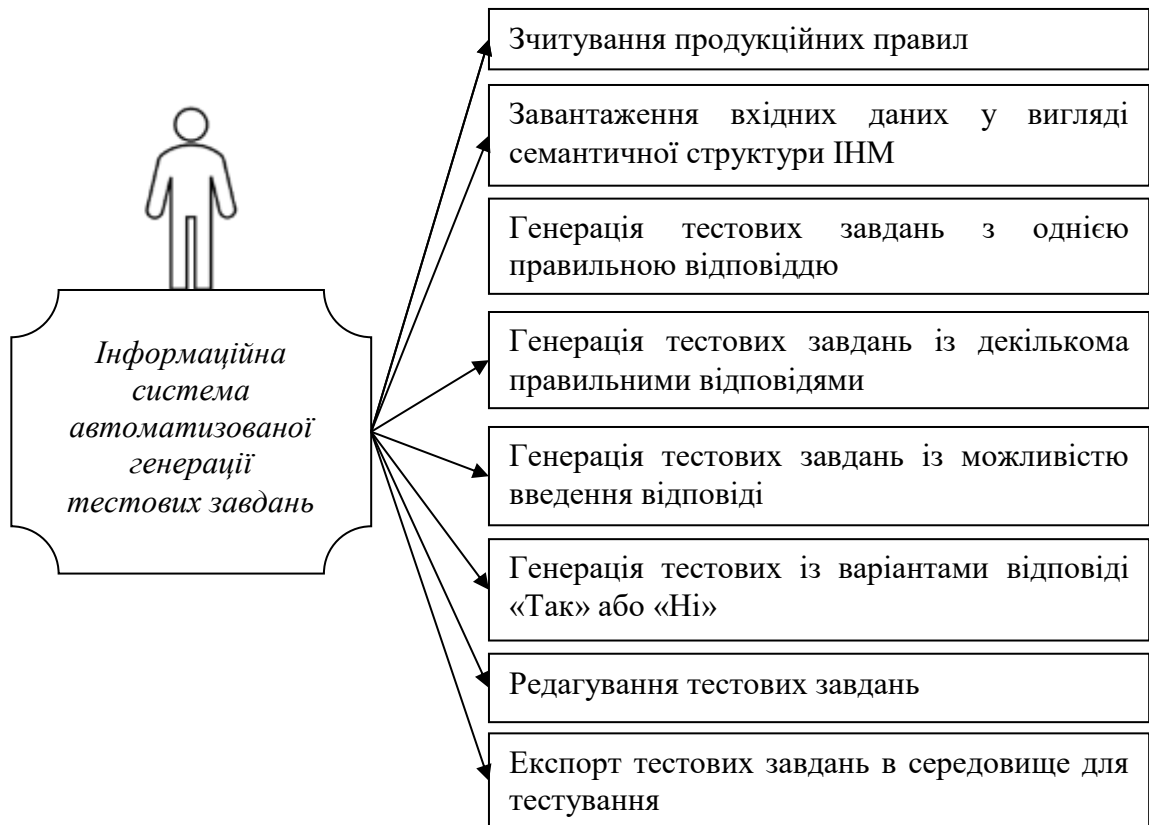 Зчитування продукційних правил
Завантаження вхідних даних у вигляді
семантичної структури ІНМ
Генерація тестових завдань з однією
правильною відповіддю
Інформаційна
система
автоматизованої
генерації
тестових завдань
Генерація тестових завдань із декількома
правильними відповідями
Генерація тестових завдань із можливістю
введення відповіді
Генерація тестових із варіантами відповіді
«Так» або «Ні»
Редагування тестових завдань
Експорт тестових завдань в середовище для
тестування